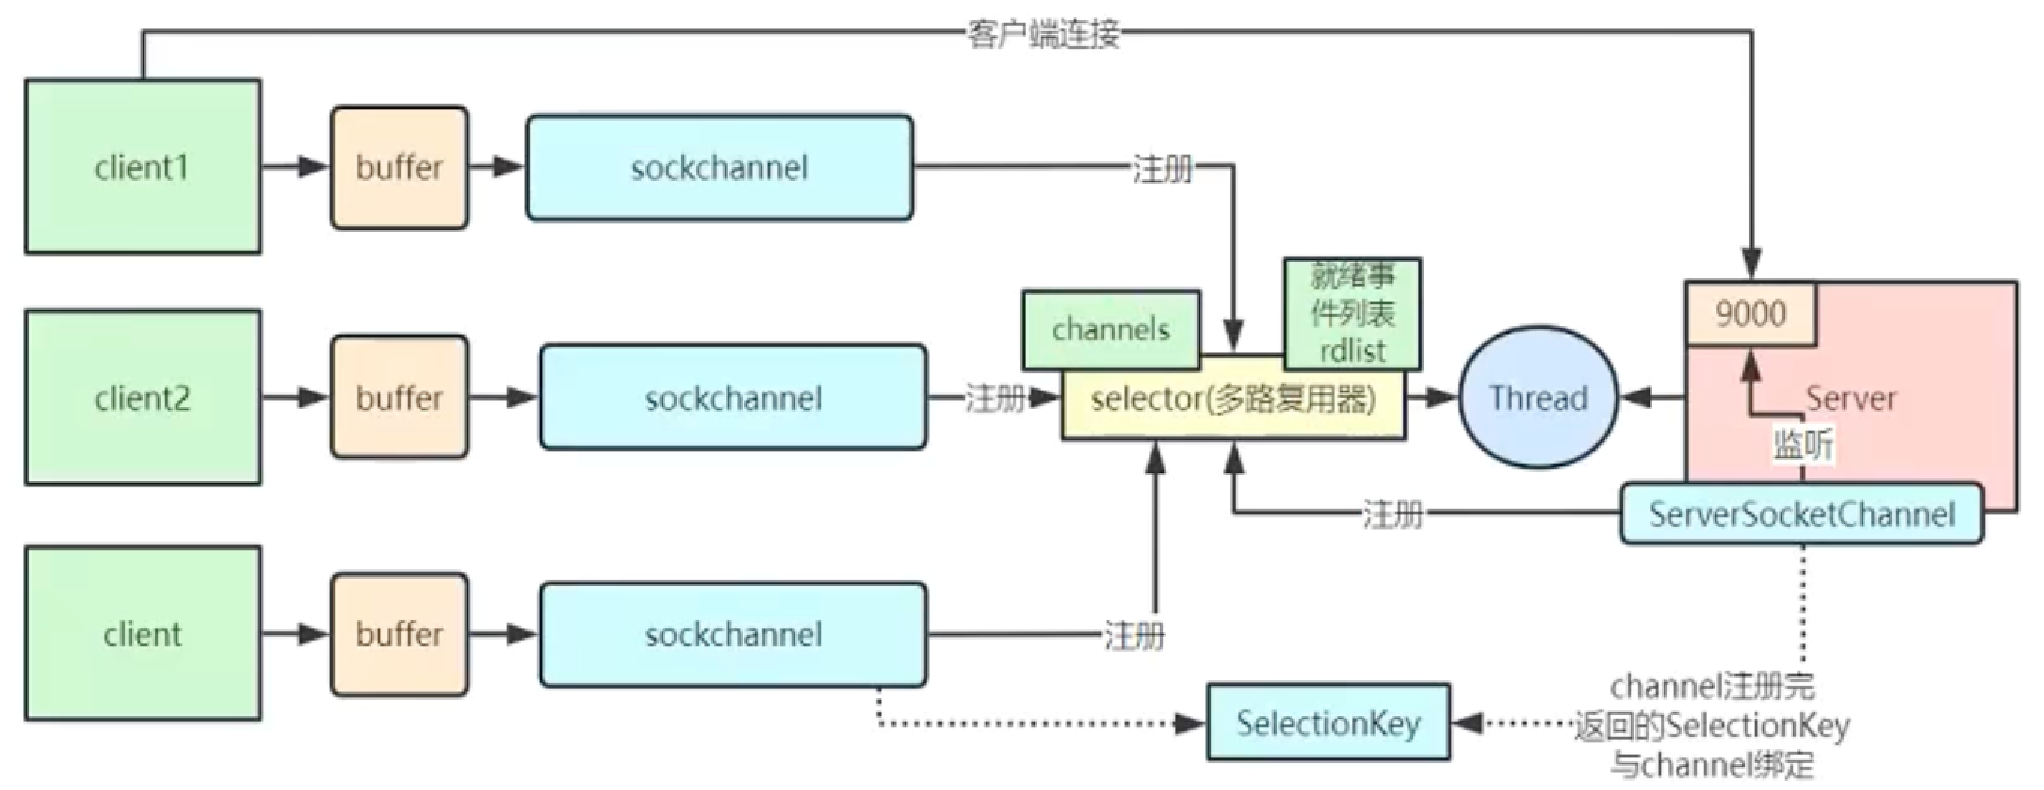 客户端连接
client1
buffer
sockchannel
注册
client2
buffer
sockchannel
注册
channels
就绪事
件列表
rdlist
selector(多路复用器)
Thread
9000
Server
监听
ServerSocketChannel
注册
client
buffer
sockchannel
注册
SelectionKey
channel注册完
返回的SelectionKey
与channel绑定